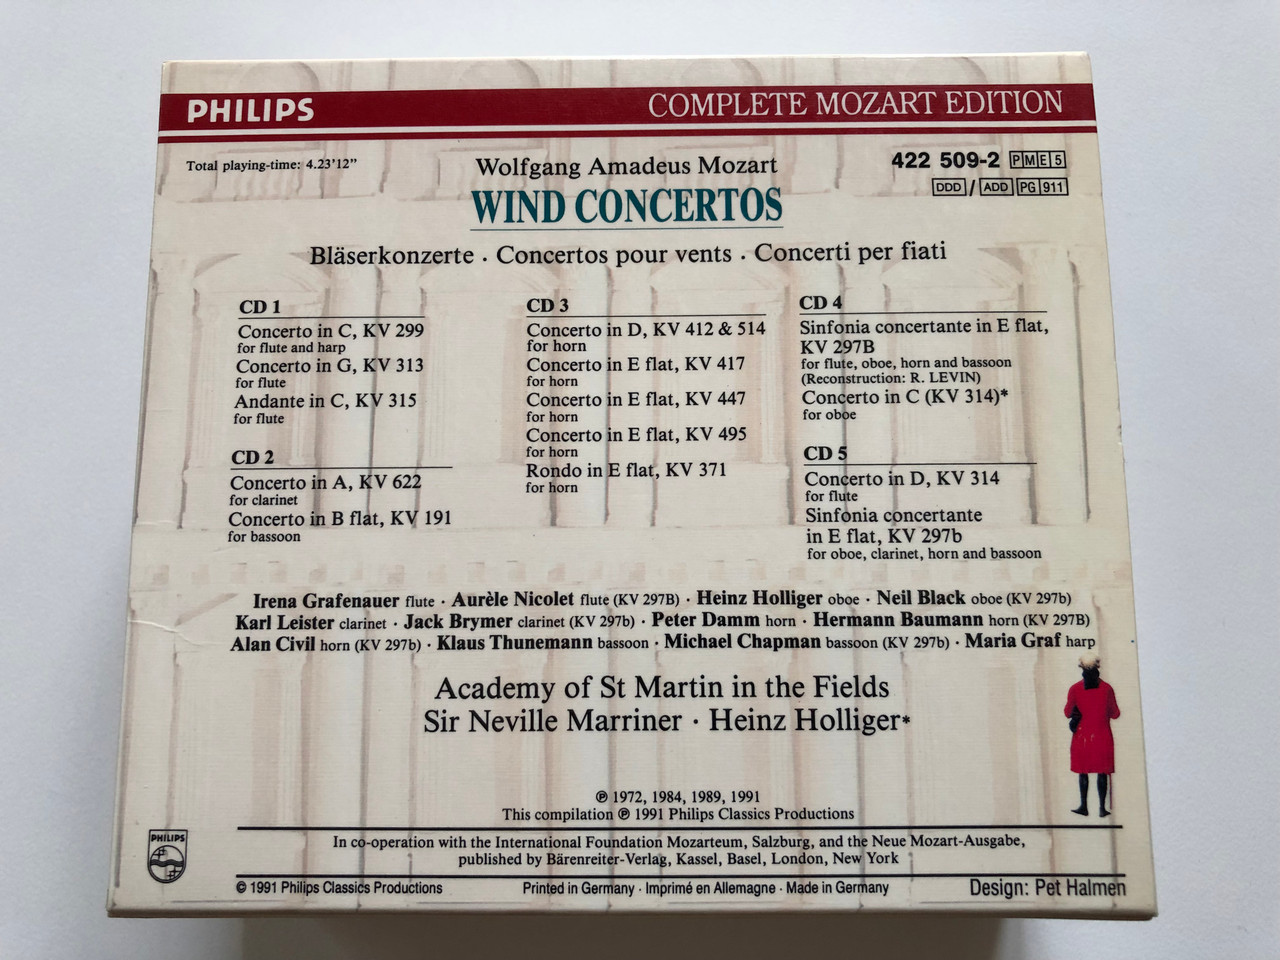 PHILIPS
COMPLETE MOZART EDITION
Total playing-time: 4.23'12"
Wolfgang Amadeus Mozart
422 509-2 PME5
WIND CONCERTOS
DDD / ADD PG 911
Bläserkonzerte · Concertos pour vents · Concerti per fiati
CD 1
Concerto in C, KV 299
for flute and harp
Concerto in G, KV 313
for flute
Andante in C, KV 315
for flute
CD 2
Concerto in A, KV 622
for clarinet
Concerto in B flat, KV 191
for bassoon
CD 3
Concerto in D, KV 412 & 514
for horn
Concerto in E flat, KV 417
for horn
Concerto in E flat, KV 447
for horn
Concerto in E flat, KV 495
for horn
Rondo in E flat, KV 371
for horn
CD 4
Sinfonia concertante in E flat,
KV 297B
for flute, oboe, horn and bassoon
(Reconstruction: R. LEVIN)
Concerto in C (KV 314)*
for oboe
CD 5
Concerto in D, KV 314
for flute
Sinfonia concertante
in E flat, KV 297b
for oboe, clarinet, horn and bassoon
Irena Grafenauer flute · Aurèle Nicolet flute (KV 297B) · Heinz Holliger oboe · Neil Black oboe (KV 297b)
Karl Leister clarinet · Jack Brymer clarinet (KV 297b) · Peter Damm horn · Hermann Baumann horn (KV 297B)
Alan Civil horn (KV 297b) · Klaus Thunemann bassoon · Michael Chapman bassoon (KV 297b) · Maria Graf harp
Academy of St Martin in the Fields
Sir Neville Marriner · Heinz Holliger*
℗ 1972, 1984, 1989, 1991
This compilation ℗ 1991 Philips Classics Productions
PHILIPS
In co-operation with the International Foundation Mozarteum, Salzburg, and the Neue Mozart-Ausgabe,
published by Bärenreiter-Verlag, Kassel, Basel, London, New York
© 1991 Philips Classics Productions
Printed in Germany · Imprimé en Allemagne · Made in Germany
Design: Pet Halmen